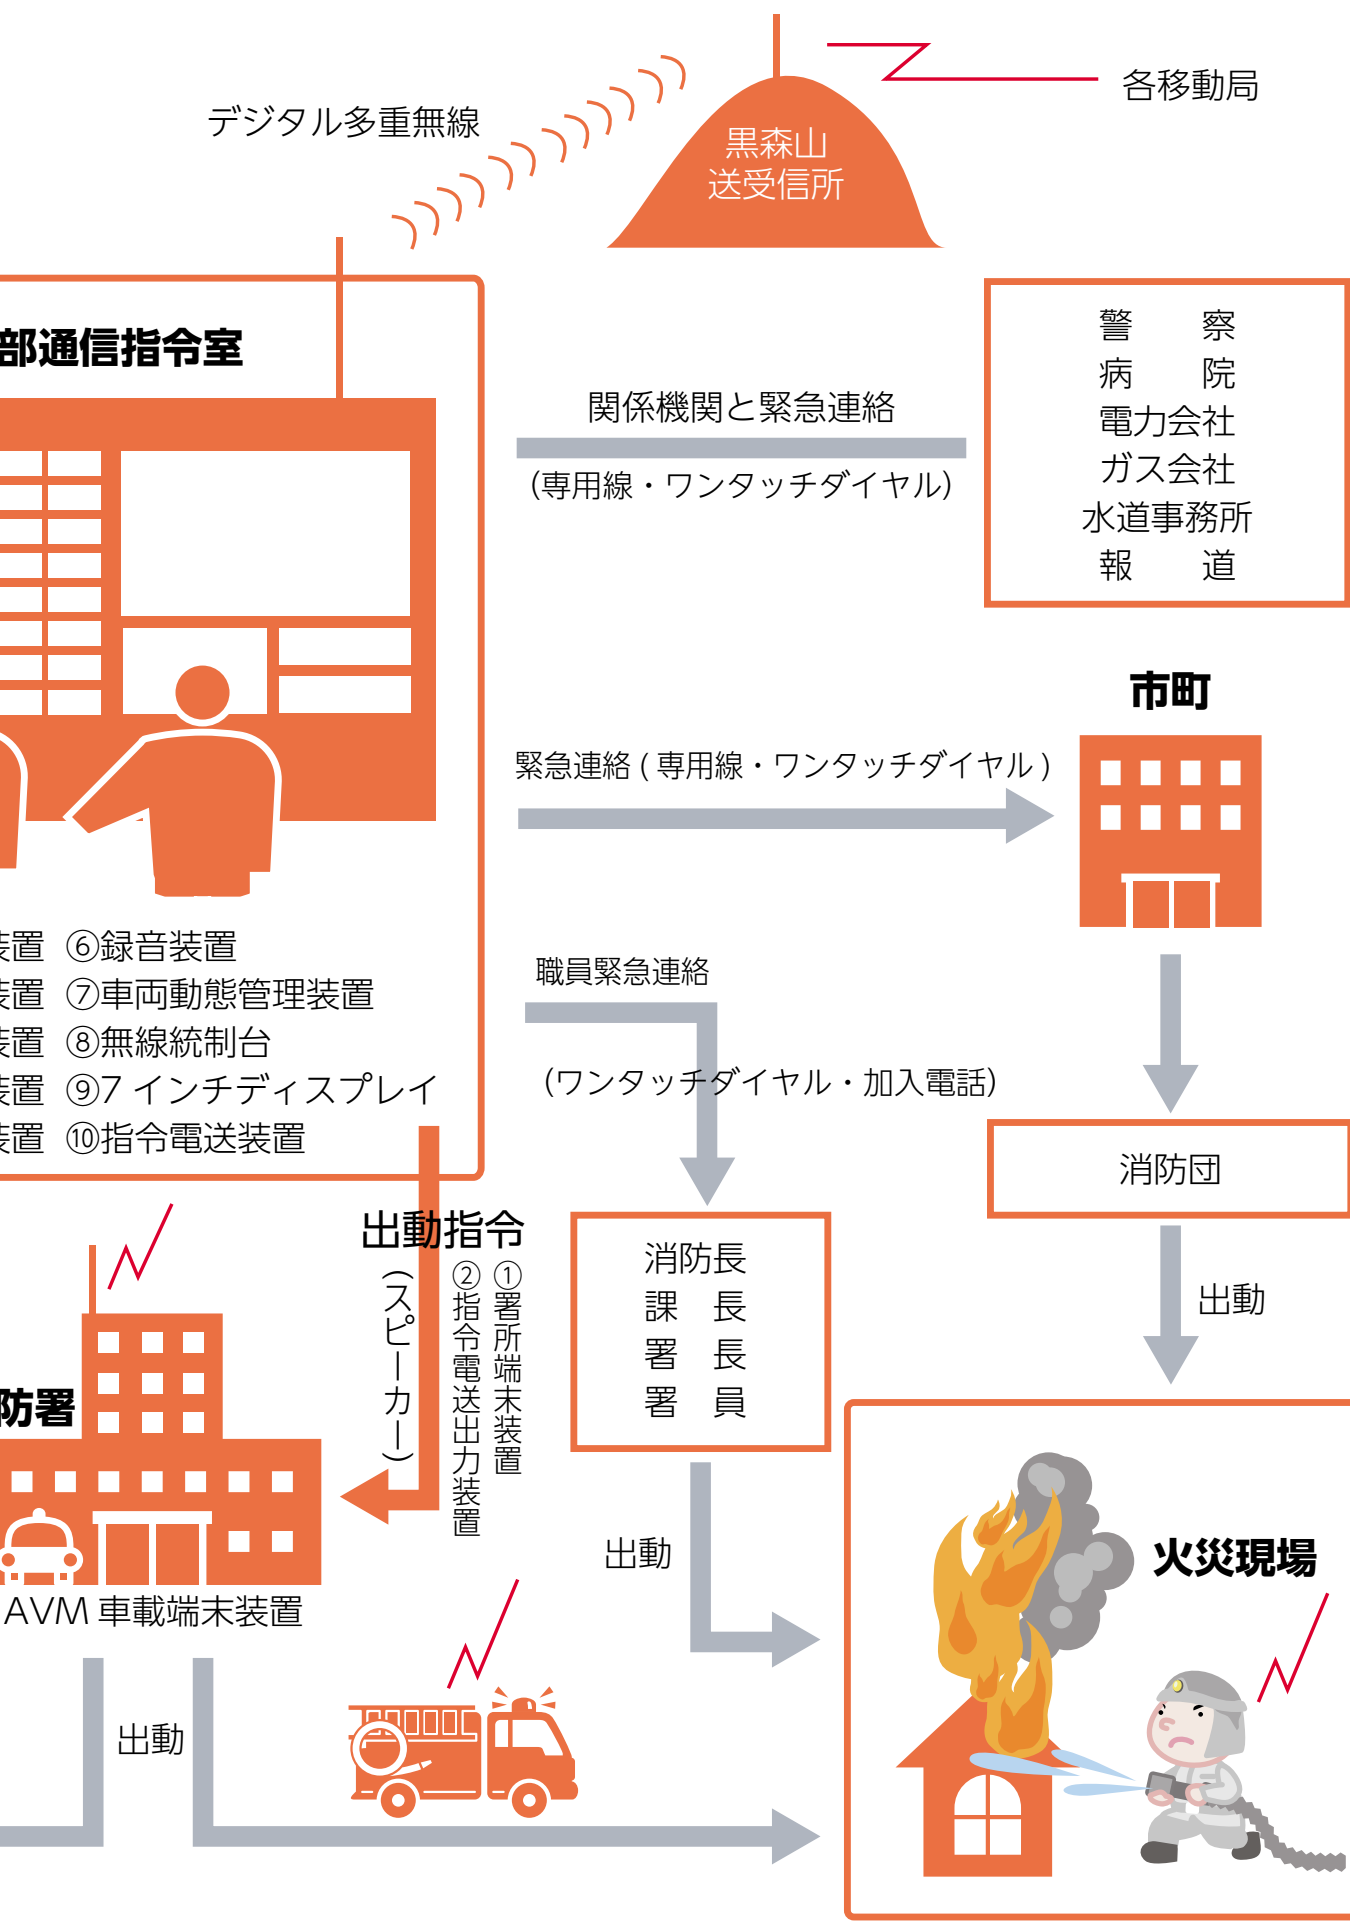 各移動局
デジタル多重無線
黒森山
送受信所
部通信指令室
警　　察
病　　院
電力会社
ガス会社
水道事務所
報　　道
関係機関と緊急連絡
(専用線・ワンタッチダイヤル)
市町
緊急連絡 ( 専用線・ワンタッチダイヤル )
装置 ⑥録音装置
装置 ⑦車両動態管理装置
装置 ⑧無線統制台
装置 ⑨7 インチディスプレイ
装置 ⑩指令電送装置
職員緊急連絡
(ワンタッチダイヤル・加入電話)
消防団
出動指令
①署所端末装置
②指令電送出力装置
(スピーカー)
消防長
課　長
署　長
署　員
出動
防署
AVM 車載端末装置
出動
出動
火災現場